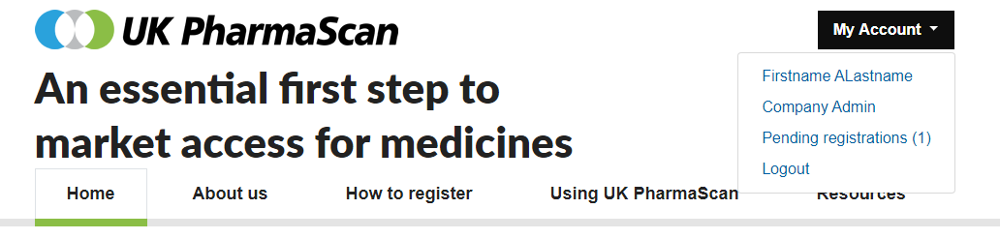 UK PharmaScan
My Account
An essential first step to
market access for medicines
Firstname ALastname
Company Admin
Pending registrations (1)
Logout
Home
About us
How to register
Using UK PharmaScan
Resources